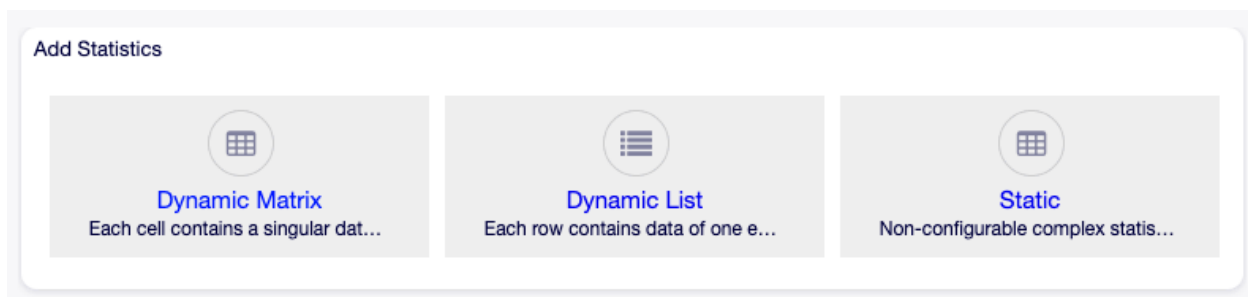 Add Statistics
Dynamic Matrix
Each cell contains a singular dat...
Dynamic List
Each row contains data of one e...
Static
Non-configurable complex statis...